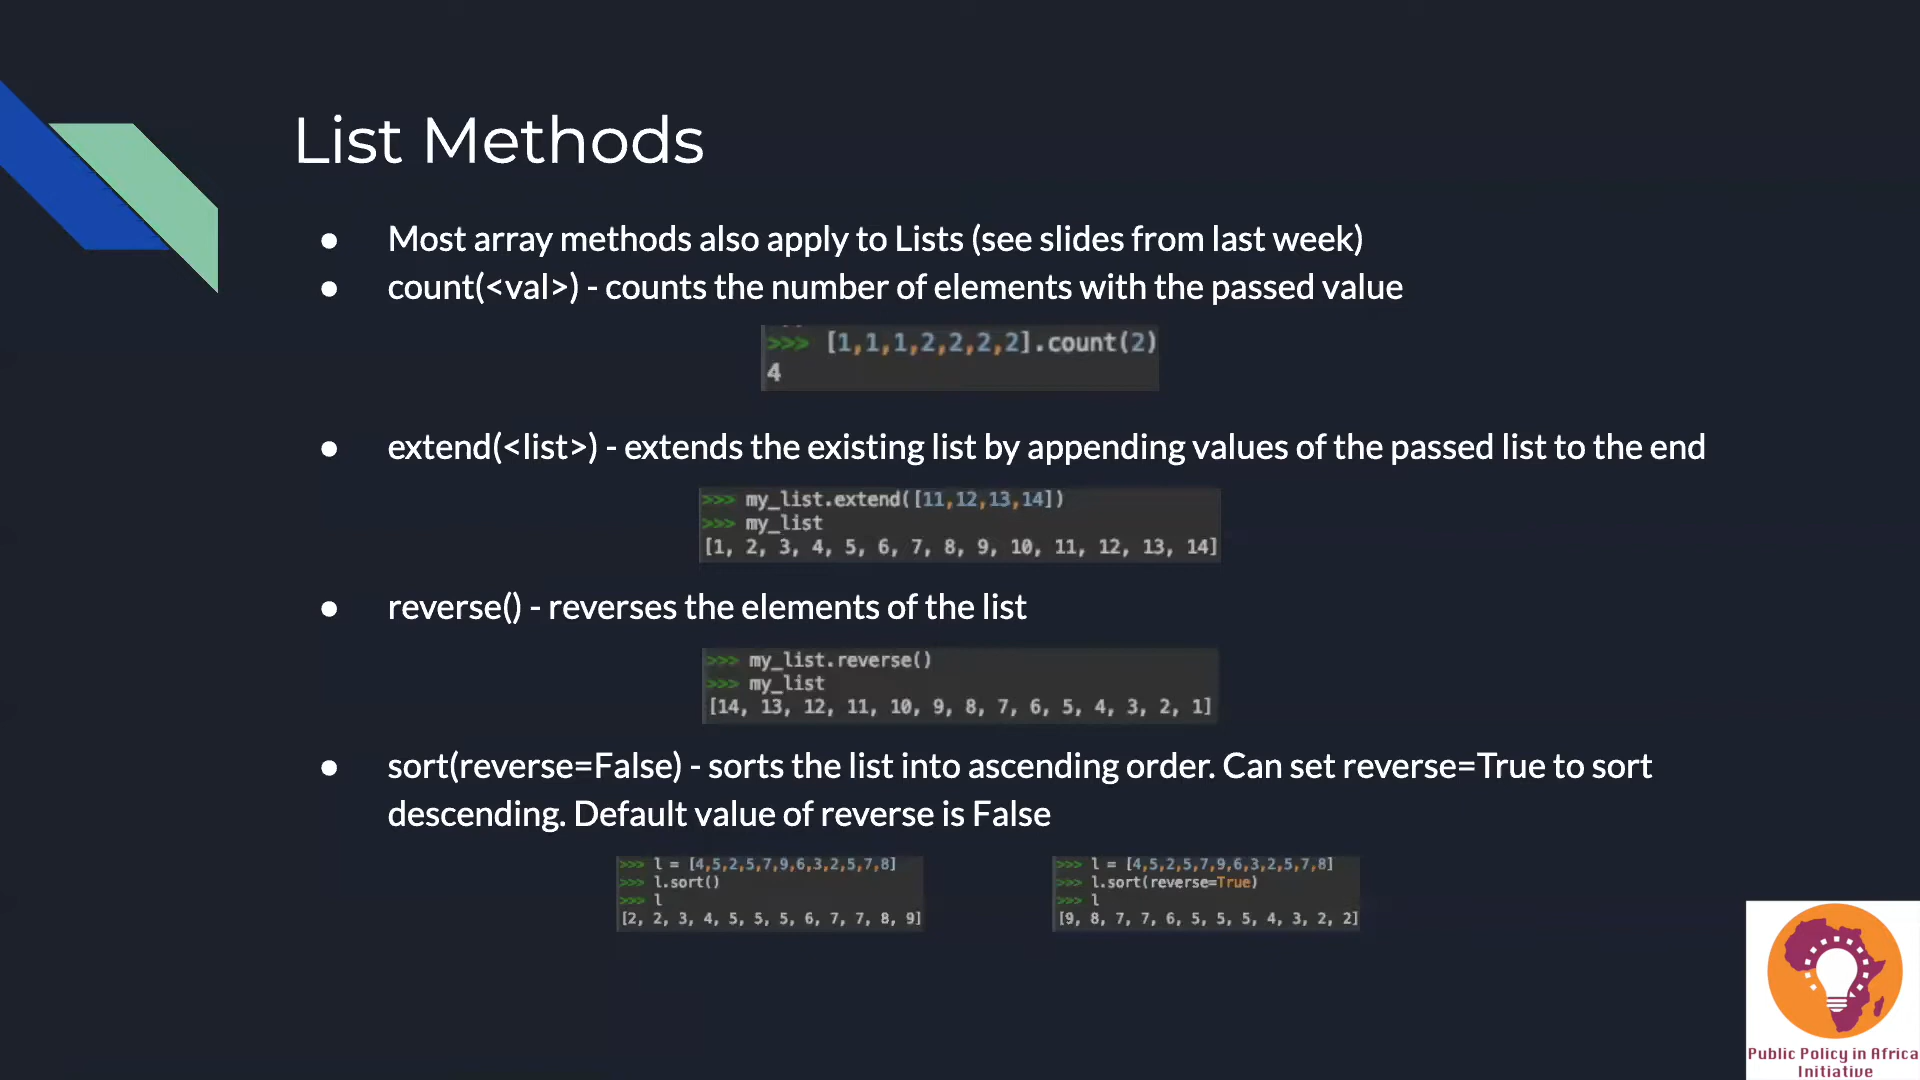 List Methods
● Most array methods also apply to Lists (see slides from last week)
● count(<val>) - counts the number of elements with the passed value
>>> [1,1,1,2,2,2,2].count(2)
4
● extend(<list>) - extends the existing list by appending values of the passed list to the end
>>> my_list.extend([11,12,13,14])
>>> my_list
[1, 2, 3, 4, 5, 6, 7, 8, 9, 10, 11, 12, 13, 14]
● reverse() - reverses the elements of the list
>>> my_list.reverse()
>>> my_list
[14, 13, 12, 11, 10, 9, 8, 7, 6, 5, 4, 3, 2, 1]
● sort(reverse=False) - sorts the list into ascending order. Can set reverse=True to sort
descending. Default value of reverse is False
>>> l = [4,5,2,5,7,9,6,3,2,5,7,8]
>>> l.sort()
>>> l
[2, 2, 3, 4, 5, 5, 5, 6, 7, 7, 8, 9]
>>> l = [4,5,2,5,7,9,6,3,2,5,7,8]
>>> l.sort(reverse=True)
>>> l
[9, 8, 7, 7, 6, 5, 5, 5, 4, 3, 2, 2]
Public Policy in Africa
Initiative